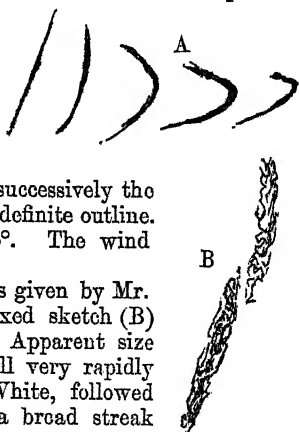 A
successively the
definite outline.
°. The wind
B
s given by Mr.
xed sketch (B)
Apparent size
ll very rapidly
White, followed
a broad streak